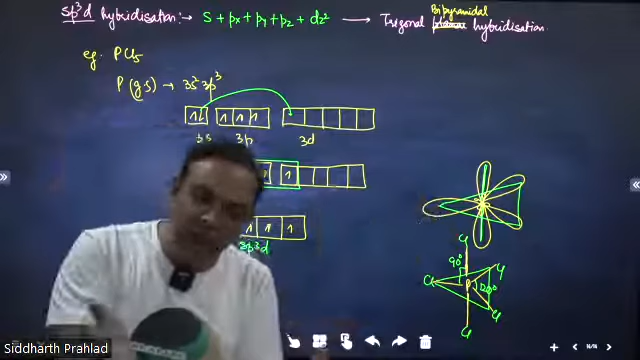 sp³d hybridisation:→ S + px + py + pz + dz² → Trigonal Bipyramidal hybridisation.
eg. PCl5
P (g.s) → 3s² 3p³
3s 3p 3d
sp³d
Cl
90°
Cl P 120° Cl
Cl
Cl
Siddharth Prahlad